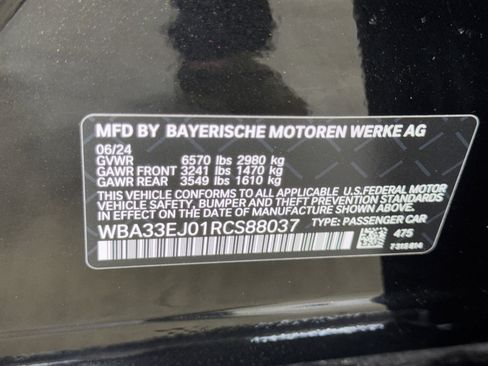 MFD BY BAYERISCHE MOTOREN WERKE AG
06/24
GVWR 6570 lbs 2980 kg
GAWR FRONT 3241 lbs 1470 kg
GAWR REAR 3549 lbs 1610 kg
THIS VEHICLE CONFORMS TO ALL APPLICABLE U.S.FEDERAL MOTOR
VEHICLE SAFETY, BUMPER AND THEFT PREVENTION STANDARDS IN
EFFECT ON THE DATE OF MANUFACTURE SHOWN ABOVE.
WBA33EJ01RCS88037 TYPE: PASSENGER CAR
475
7318814